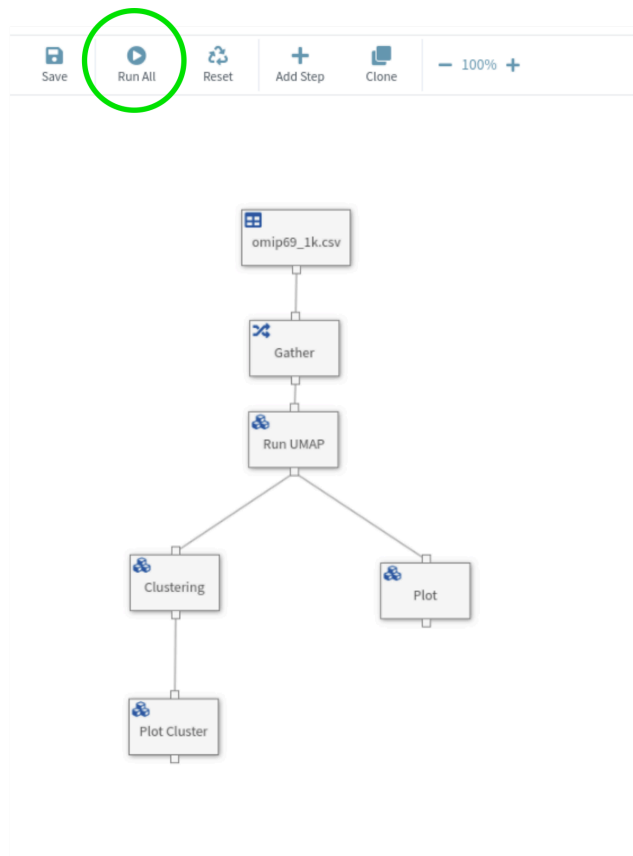 Save
Run All
Reset
Add Step
Clone
100%
omip69_1k.csv
Gather
Run UMAP
Clustering
Plot
Plot Cluster